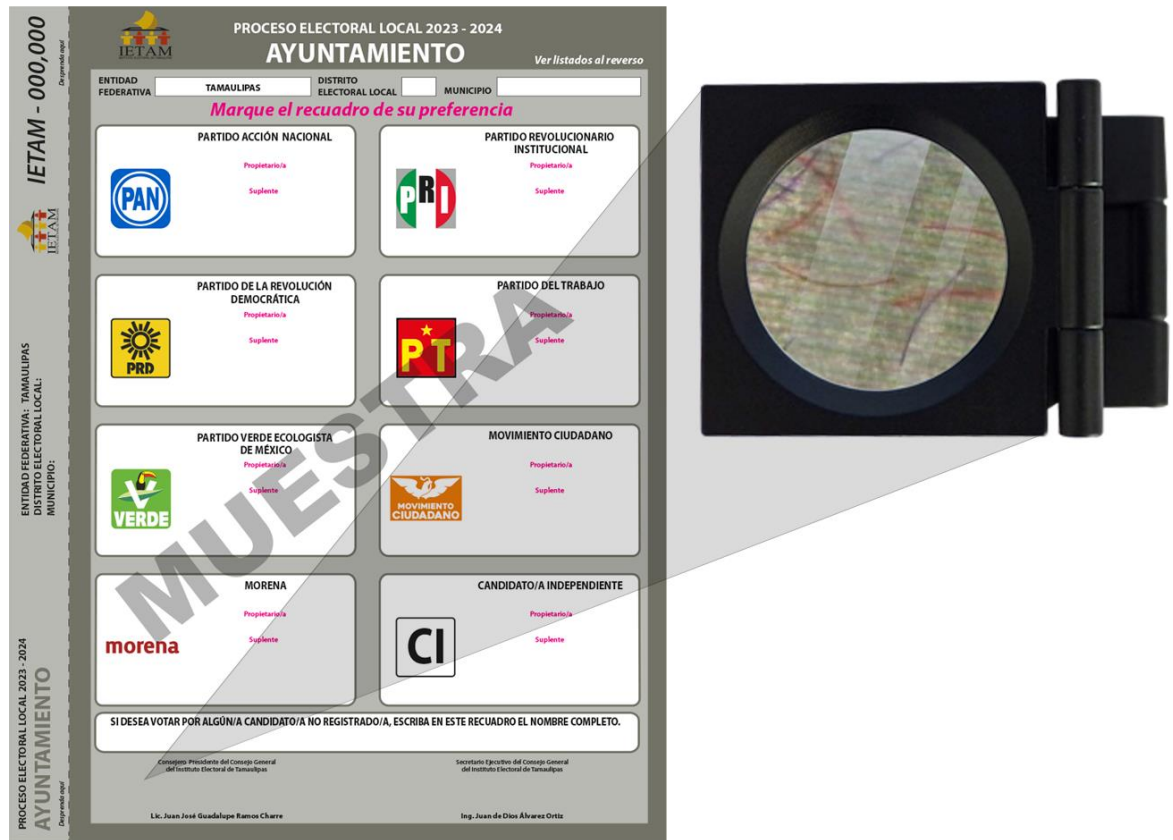 IETAM - 000,000
Desprenda aquí
IETAM
ENTIDAD FEDERATIVA: TAMAULIPAS
DISTRITO ELECTORAL LOCAL:
MUNICIPIO:
PROCESO ELECTORAL LOCAL 2023 - 2024
AYUNTAMIENTO
Desprenda aquí
IETAM
PROCESO ELECTORAL LOCAL 2023 - 2024
AYUNTAMIENTO
Ver listados al reverso
ENTIDAD
FEDERATIVA
TAMAULIPAS
DISTRITO
ELECTORAL LOCAL
MUNICIPIO
Marque el recuadro de su preferencia
PARTIDO ACCIÓN NACIONAL
Propietario/a
Suplente
PAN
PARTIDO REVOLUCIONARIO
INSTITUCIONAL
Propietario/a
Suplente
PRI
PARTIDO DE LA REVOLUCIÓN
DEMOCRÁTICA
Propietario/a
Suplente
PRD
PARTIDO DEL TRABAJO
Propietario/a
Suplente
PT
PARTIDO VERDE ECOLOGISTA
DE MÉXICO
Propietario/a
Suplente
VERDE
MOVIMIENTO CIUDADANO
Propietario/a
Suplente
MOVIMIENTO
CIUDADANO
MORENA
Propietario/a
Suplente
morena
CANDIDATO/A INDEPENDIENTE
Propietario/a
Suplente
CI
MUESTRA
SI DESEA VOTAR POR ALGÚN/A CANDIDATO/A NO REGISTRADO/A, ESCRIBA EN ESTE RECUADRO EL NOMBRE COMPLETO.
Consejero Presidente del Consejo General
del Instituto Electoral de Tamaulipas
Lic. Juan José Guadalupe Ramos Charre
Secretario Ejecutivo del Consejo General
del Instituto Electoral de Tamaulipas
Ing. Juan de Dios Álvarez Ortiz